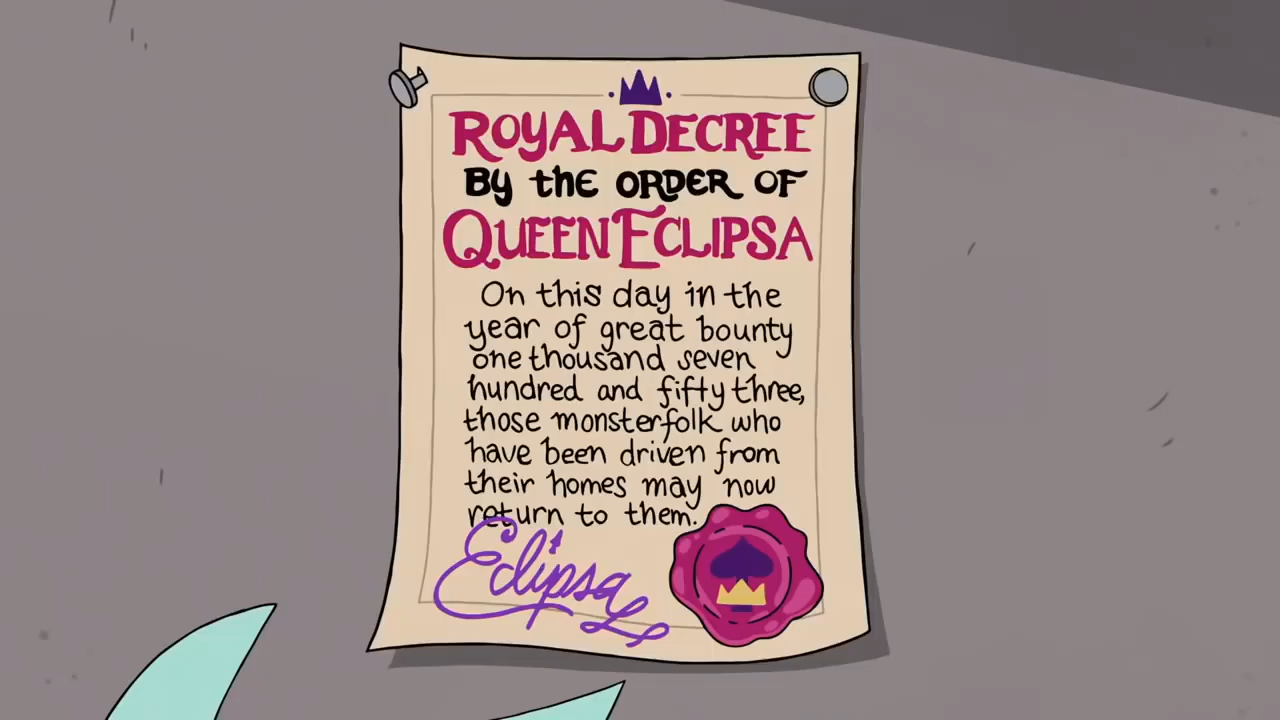 ROYAL DECREE
By the ORDER OF
QUEEN ECLIPSA
On this day in the
year of great bounty
one thousand seven
hundred and fifty three,
those monsterfolk who
have been driven from
their homes may now
return to them.
Eclipsa